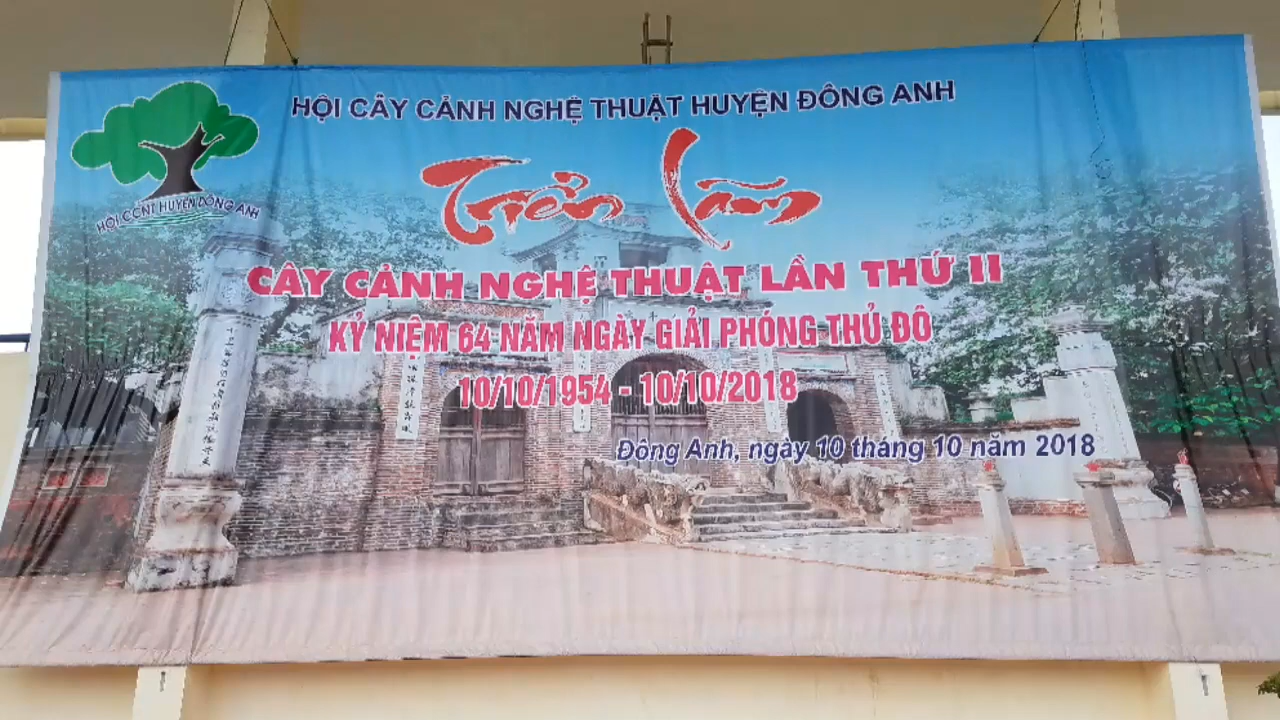 HỘI CÂY CẢNH NGHỆ THUẬT HUYỆN ĐÔNG ANH
HỘI CCNT HUYỆN ĐÔNG ANH
Triển Lãm
CÂY CẢNH NGHỆ THUẬT LẦN THỨ II
KỶ NIỆM 64 NĂM NGÀY GIẢI PHÓNG THỦ ĐÔ
10/10/1954 - 10/10/2018
Đông Anh, ngày 10 tháng 10 năm 2018